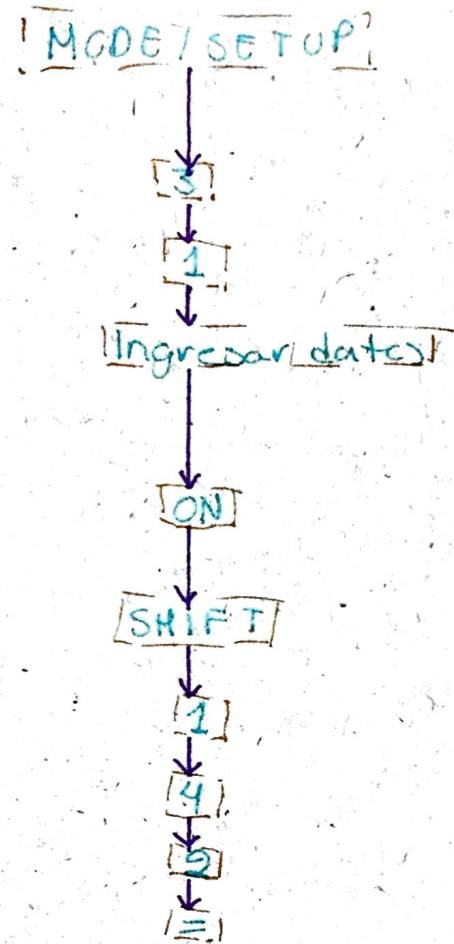 MODE/SETUP
3
1
Ingresar datos
ON
SHIFT
1
4
2
=